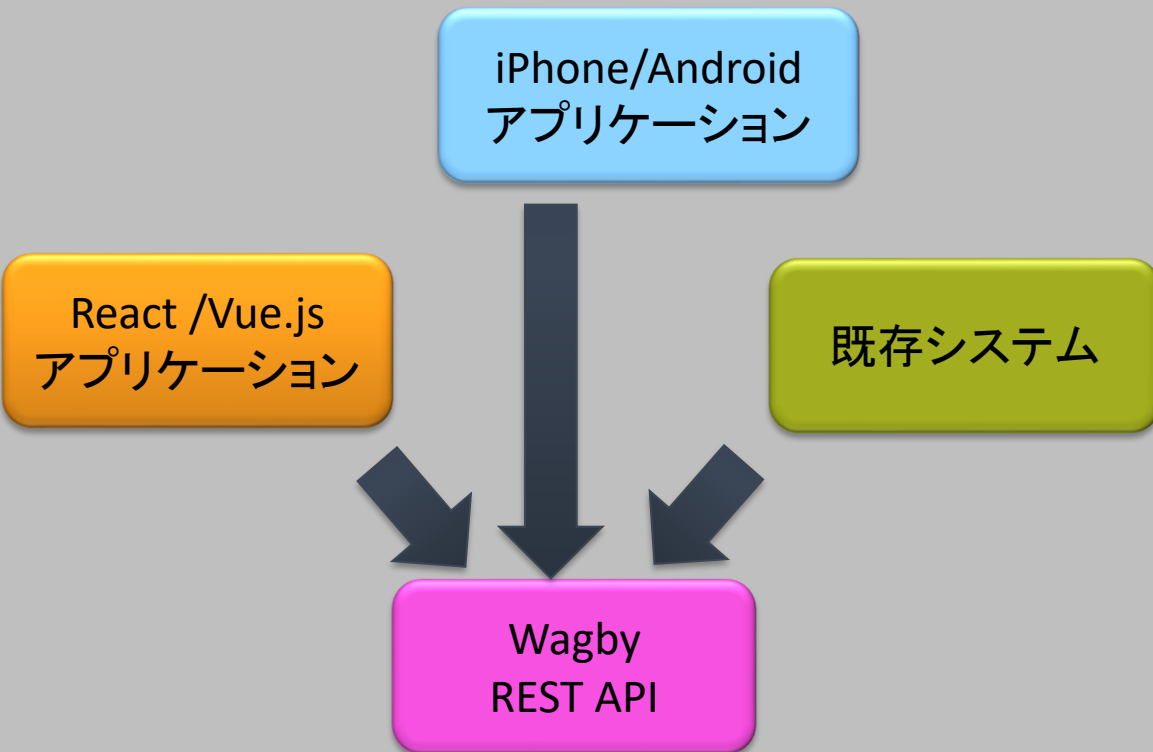 iPhone/Android
アプリケーション
React /Vue.js
アプリケーション
既存システム
Wagby
REST API